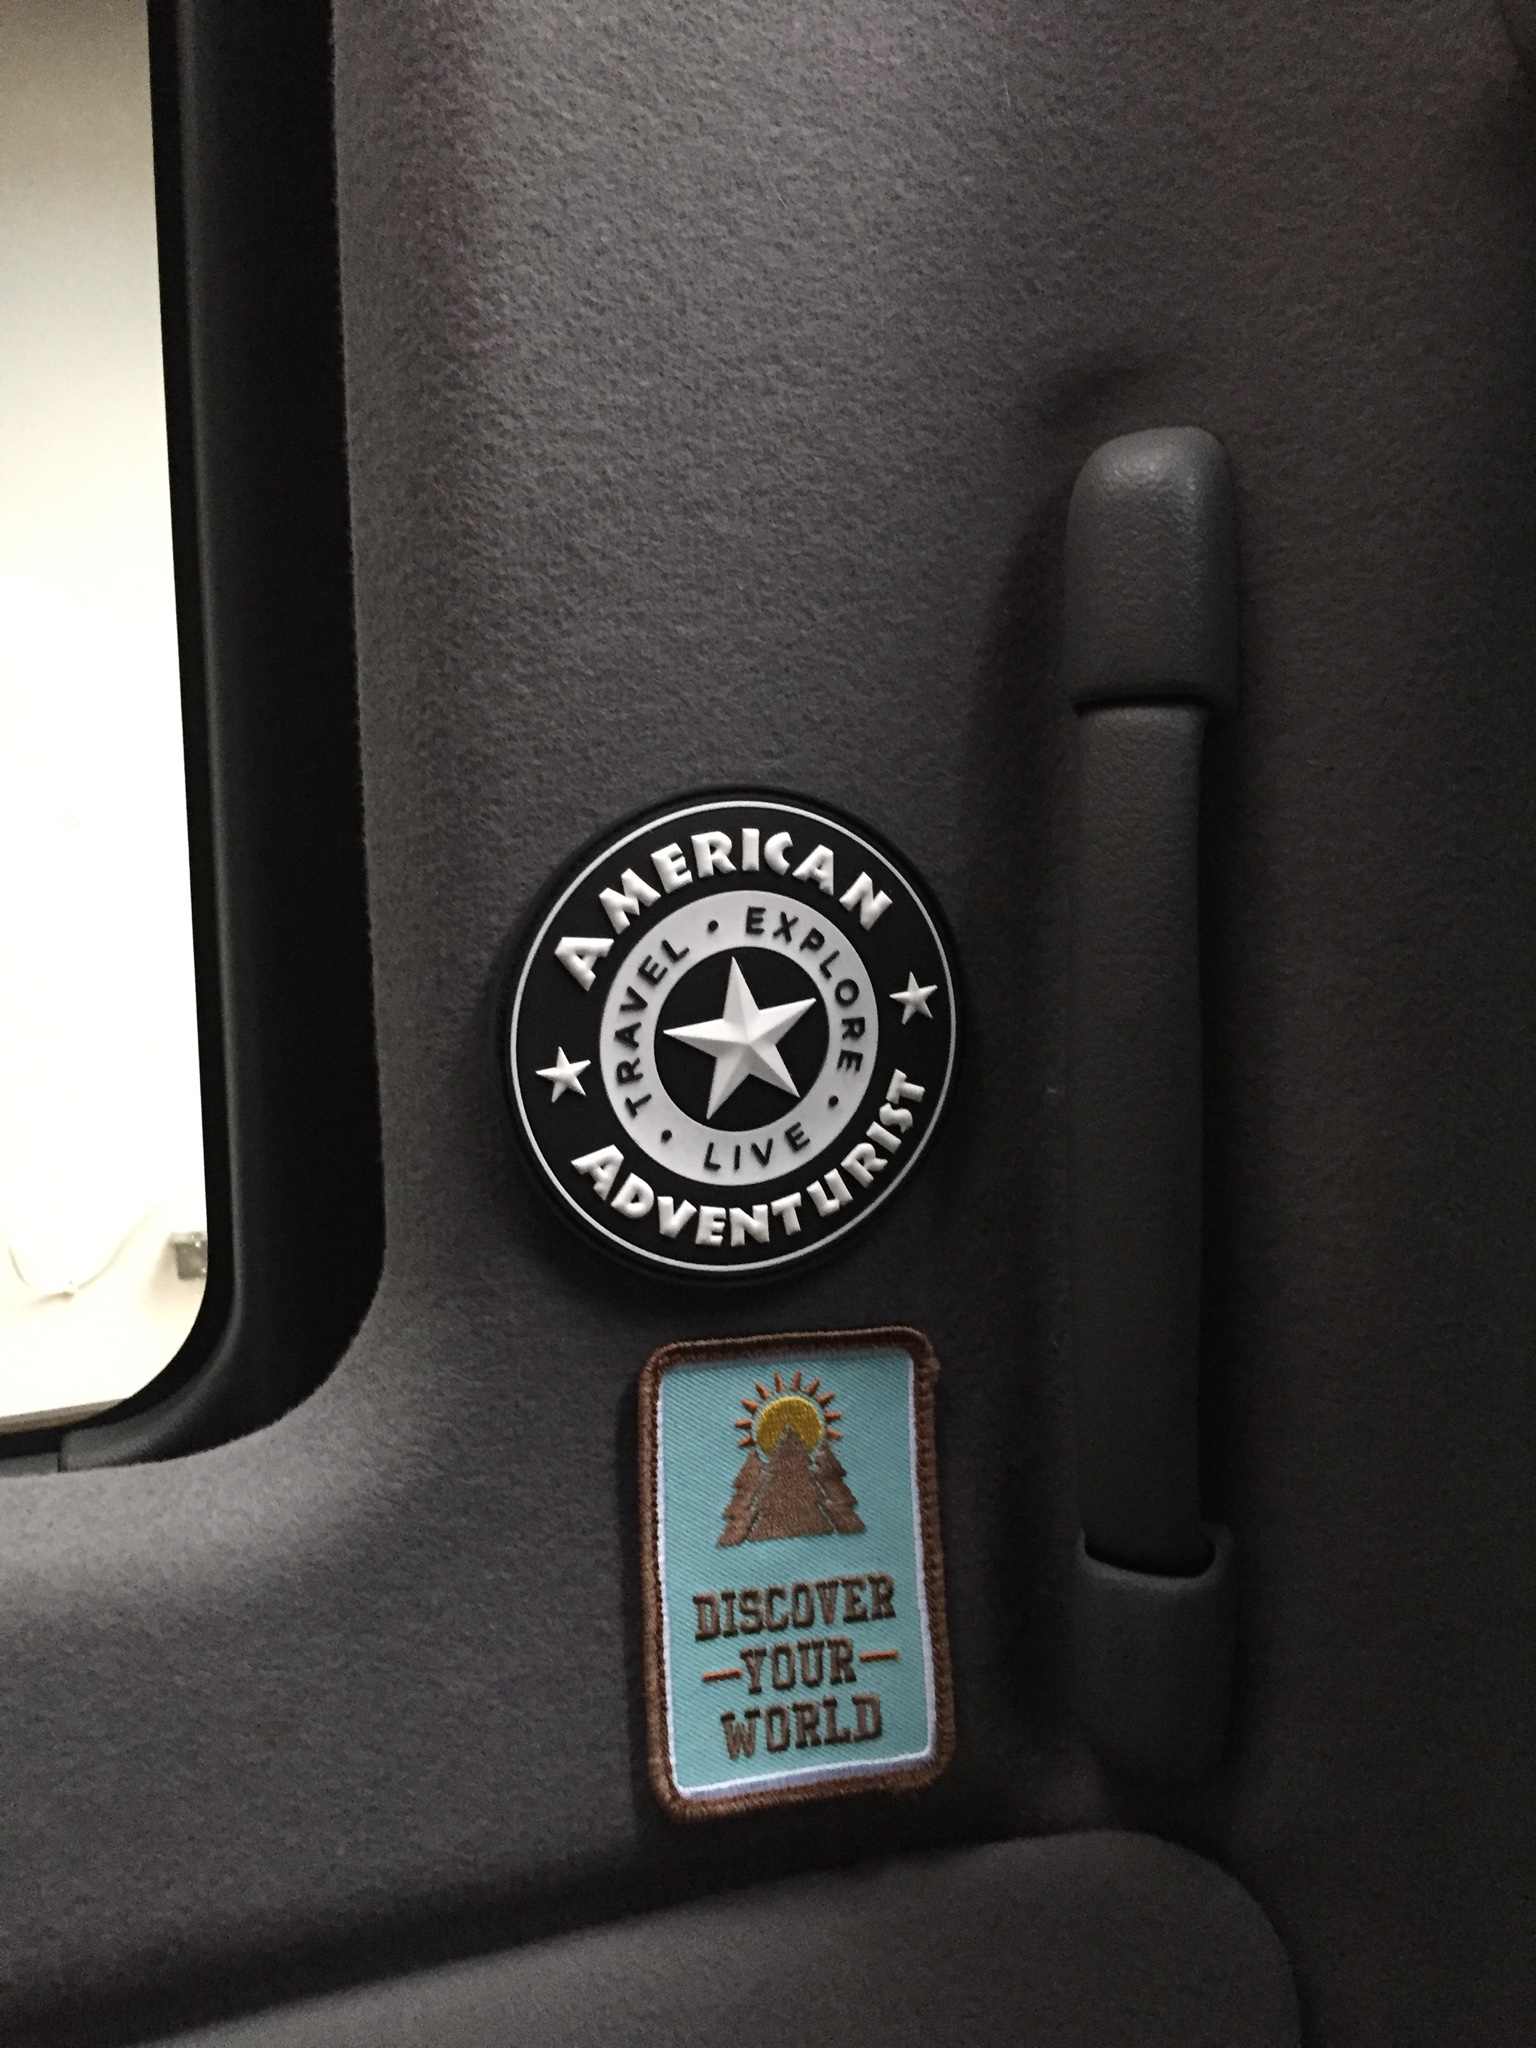 AMERICAN
TRAVEL • EXPLORE • LIVE •
ADVENTURIST
DISCOVER
—YOUR—
WORLD